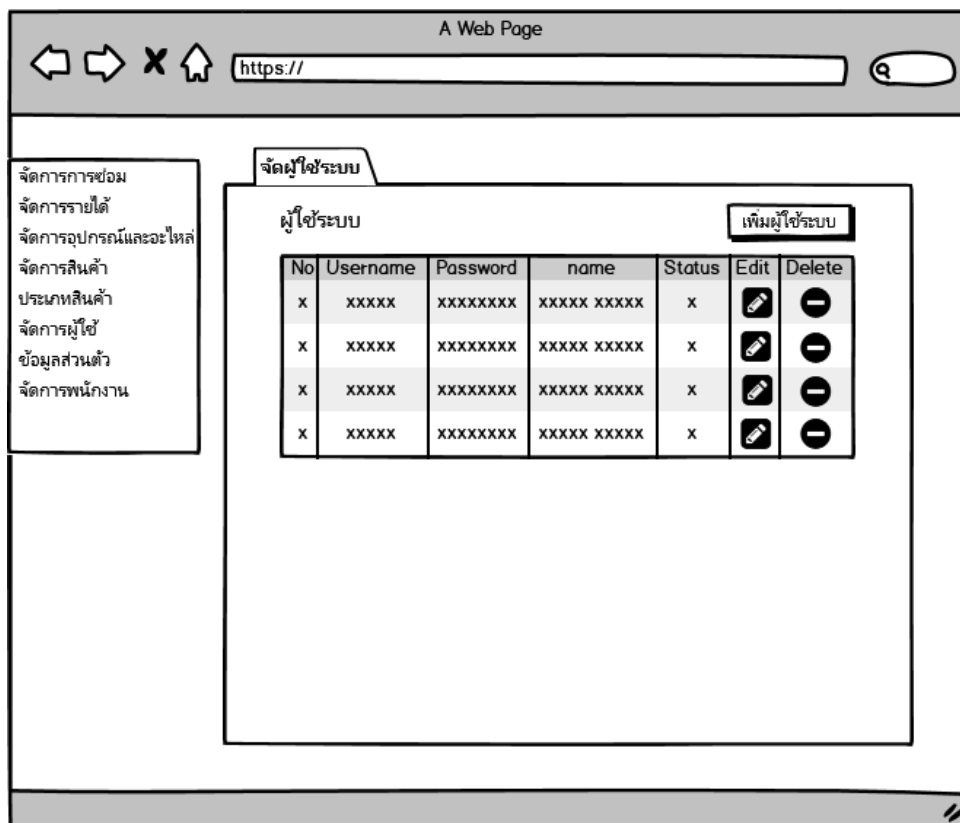 A Web Page
https://
จัดการการซ่อม
จัดการรายได้
จัดการอุปกรณ์และอะไหล่
จัดการสินค้า
ประเภทสินค้า
จัดการผู้ใช้
ข้อมูลส่วนตัว
จัดการพนักงาน
จัดผู้ใช้ระบบ
ผู้ใช้ระบบ
เพิ่มผู้ใช้ระบบ
No Username Password name Status Edit Delete
x xxxxx xxxxxxxx xxxxx xxxxx x
x xxxxx xxxxxxxx xxxxx xxxxx x
x xxxxx xxxxxxxx xxxxx xxxxx x
x xxxxx xxxxxxxx xxxxx xxxxx x